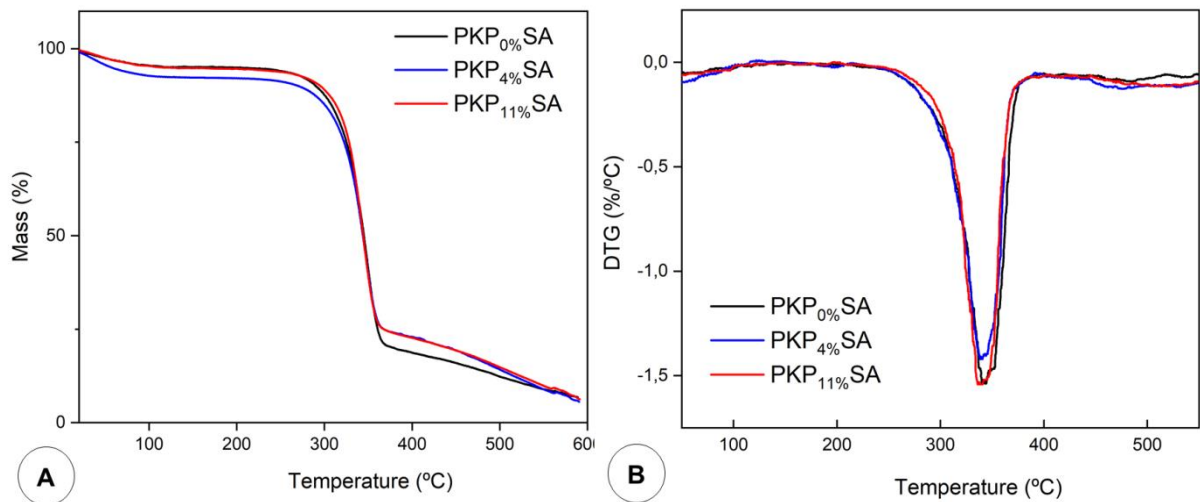 PKP0%SA
PKP4%SA
PKP11%SA
100
50
0
Mass (%)
100 200 300 400 500 600
Temperature (ºC)
A
0,0
-0,5
-1,0
-1,5
DTG (%/ºC)
PKP0%SA
PKP4%SA
PKP11%SA
100 200 300 400 500
Temperature (ºC)
B